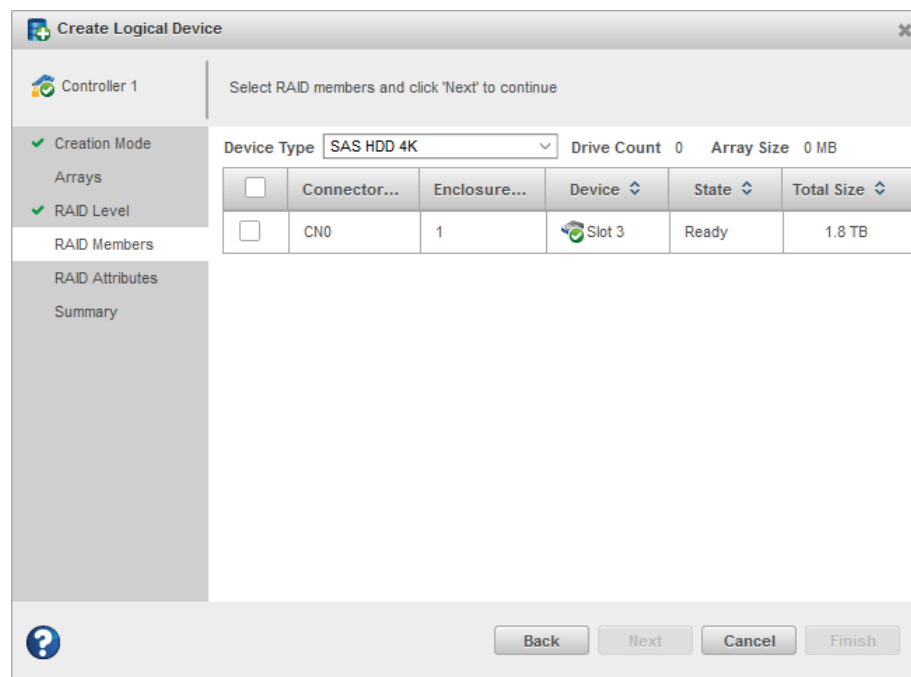 Create Logical Device
Controller 1
Select RAID members and click 'Next' to continue
Creation Mode
Arrays
RAID Level
RAID Members
RAID Attributes
Summary
Device Type SAS HDD 4K Drive Count 0 Array Size 0 MB
Connector... Enclosure... Device State Total Size
CN0 1 Slot 3 Ready 1.8 TB
? Back Next Cancel Finish